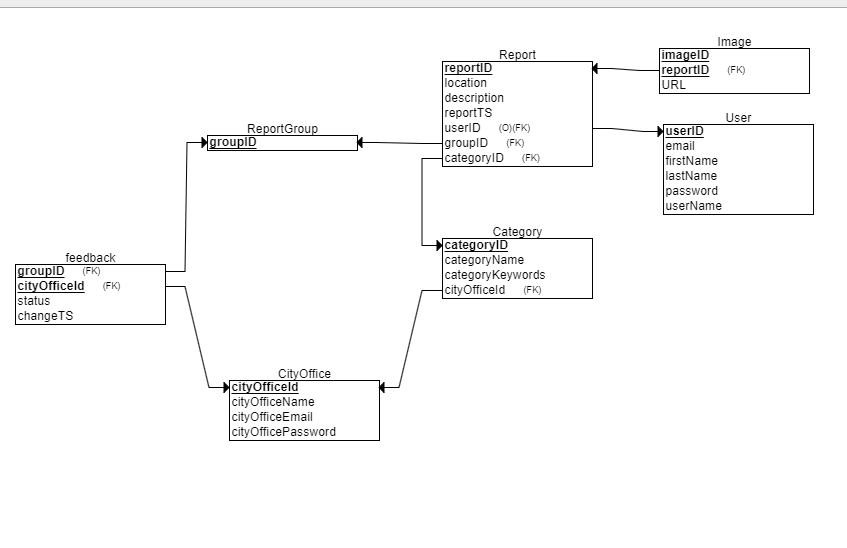 Image
imageID
reportID (FK)
URL
Report
reportID
location
description
reportTS
userID (O)(FK)
groupID (FK)
categoryID (FK)
User
userID
email
firstName
lastName
password
userName
ReportGroup
groupID
Category
categoryID
categoryName
categoryKeywords
cityOfficeId (FK)
feedback
groupID (FK)
cityOfficeId (FK)
status
changeTS
CityOffice
cityOfficeId
cityOfficeName
cityOfficeEmail
cityOfficePassword